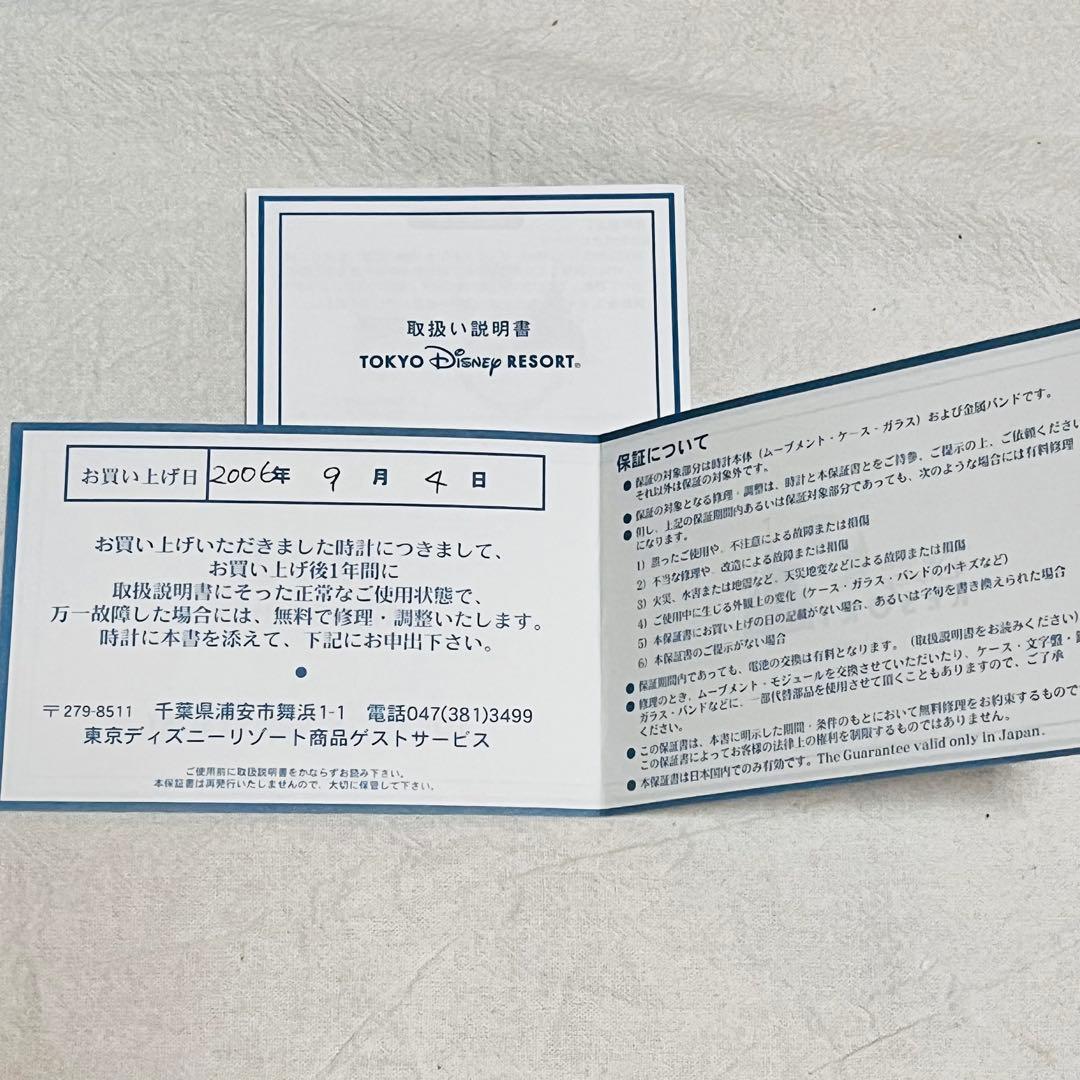 取扱い説明書
TOKYO Disney RESORT®
お買い上げ日 2006年 9月 4日
お買い上げいただきました時計につきまして、
お買い上げ後1年間に
取扱説明書にそった正常なご使用状態で、
万一故障した場合には、無料で修理・調整いたします。
時計に本書を添えて、下記にお申出下さい。
●
〒279-8511 千葉県浦安市舞浜1-1 電話047(381)3499
東京ディズニーリゾート商品ゲストサービス
ご使用前に取扱説明書をかならずお読み下さい。
本保証書は再発行いたしませんので、大切に保管して下さい。
保証について
●保証の対象部分は時計本体（ムーブメント・ケース・ガラス）および金属バンドです。
それ以外は保証の対象外です。
●保証の対象となる修理・調整は、時計と本保証書とをご持参、ご提示の上、ご依頼ください
●但し、上記の保証期間内あるいは保証対象部分であっても、次のような場合には有料修理
になります。
1）誤ったご使用や、不注意による故障または損傷
2）不当な修理や、改造による故障または損傷
3）火災、水害または地震など、天災地変などによる故障または損傷
4）ご使用中に生じる外観上の変化（ケース・ガラス・バンドの小キズなど）
5）本保証書にお買い上げの日の記載がない場合、あるいは字句を書き換えられた場合
6）本保証書のご提示がない場合
●保証期間内であっても、電池の交換は有料となります。（取扱説明書をお読みください）
●修理のとき、ムーブメント・モジュールを交換させていただいたり、ケース・文字盤・
ガラス・バンドなどに、一部代替部品を使用させて頂くこともありますので、ご了承
ください。
●この保証書は、本書に明示した期間・条件のもとにおいて無料修理をお約束するもので
この保証書によってお客様の法律上の権利を制限するものではありません。
●本保証書は日本国内でのみ有効です。The Guarantee valid only in Japan.